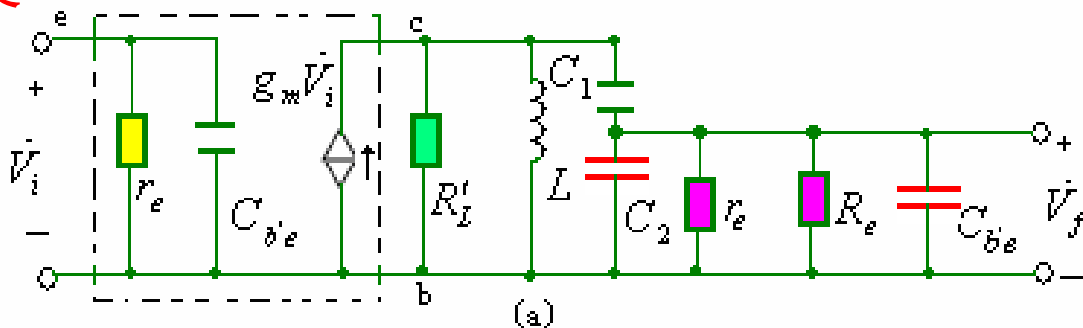 e
c
+
g_m V̇_i
C_1
V̇_i
r_e
C_b'e
↑
R'_L
L
C_2
r_e
R_e
C_b'e
+
V̇_f
−
−
b
(a)